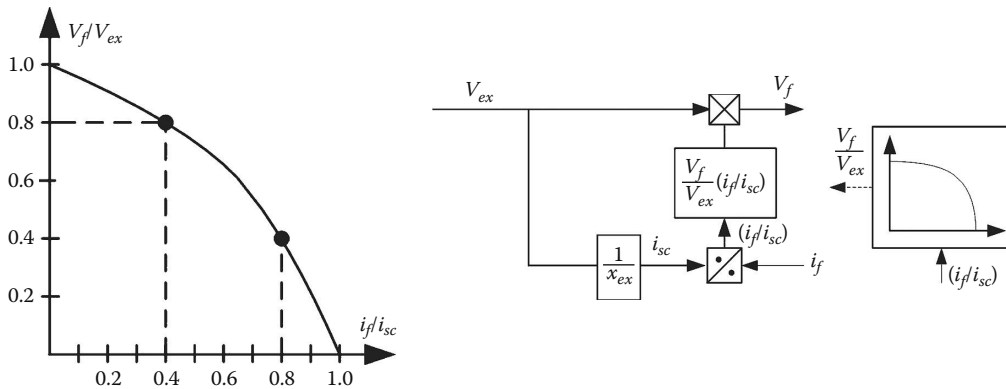 V_f/V_ex
1.0
0.8
0.6
0.4
0.2
i_f/i_sc
0.2 0.4 0.6 0.8 1.0
V_ex
V_f
V_f/V_ex (i_f/i_sc)
(i_f/i_sc)
1/x_ex
i_sc
i_f
V_f/V_ex
(i_f/i_sc)